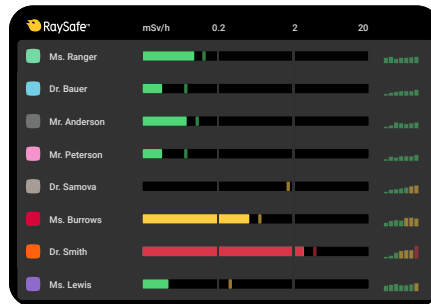 RaySafe™ mSv/h 0.2 2 20
Ms. Ranger
Dr. Bauer
Mr. Anderson
Mr. Peterson
Dr. Samova
Ms. Burrows
Dr. Smith
Ms. Lewis